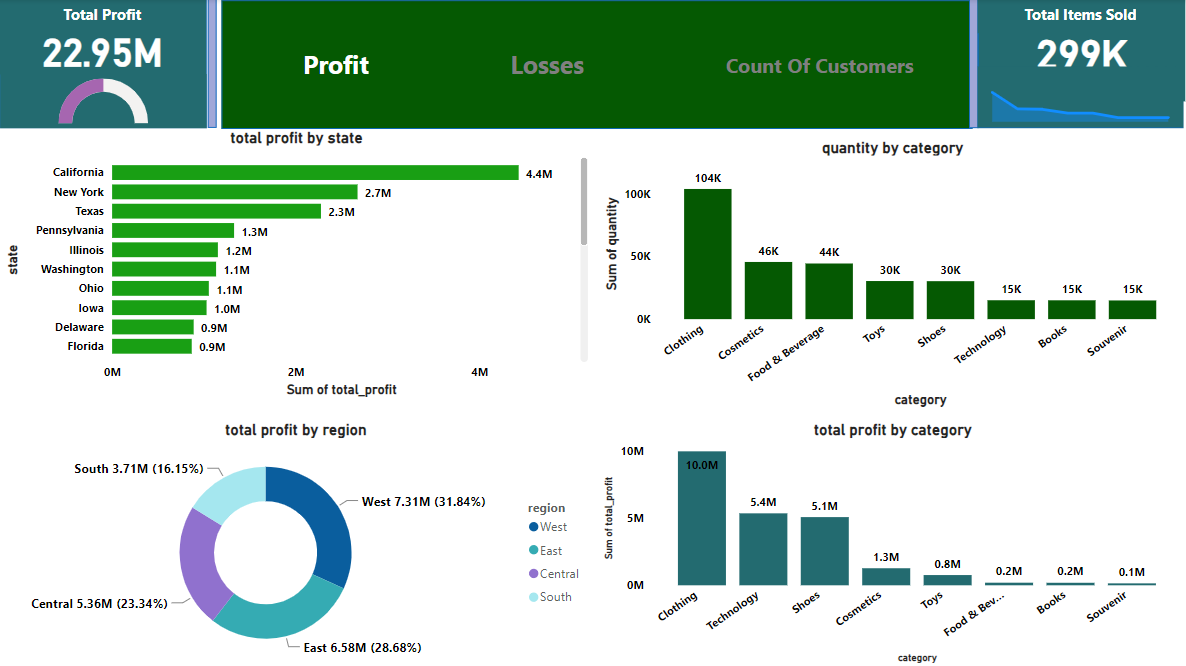 Total Profit
22.95M
Profit
Losses
Count Of Customers
Total Items Sold
299K
total profit by state
state
California
4.4M
New York
2.7M
Texas
2.3M
Pennsylvania
1.3M
Illinois
1.2M
Washington
1.1M
Ohio
1.1M
Iowa
1.0M
Delaware
0.9M
Florida
0.9M
0M
2M
4M
Sum of total_profit
quantity by category
Sum of quantity
100K
50K
0K
104K
46K
44K
30K
30K
15K
15K
15K
Clothing
Cosmetics
Food & Beverage
Toys
Shoes
Technology
Books
Souvenir
category
total profit by region
South 3.71M (16.15%)
West 7.31M (31.84%)
Central 5.36M (23.34%)
East 6.58M (28.68%)
region
West
East
Central
South
total profit by category
Sum of total_profit
10M
5M
0M
10.0M
5.4M
5.1M
1.3M
0.8M
0.2M
0.2M
0.1M
Clothing
Technology
Shoes
Cosmetics
Toys
Food & Bev...
Books
Souvenir
category